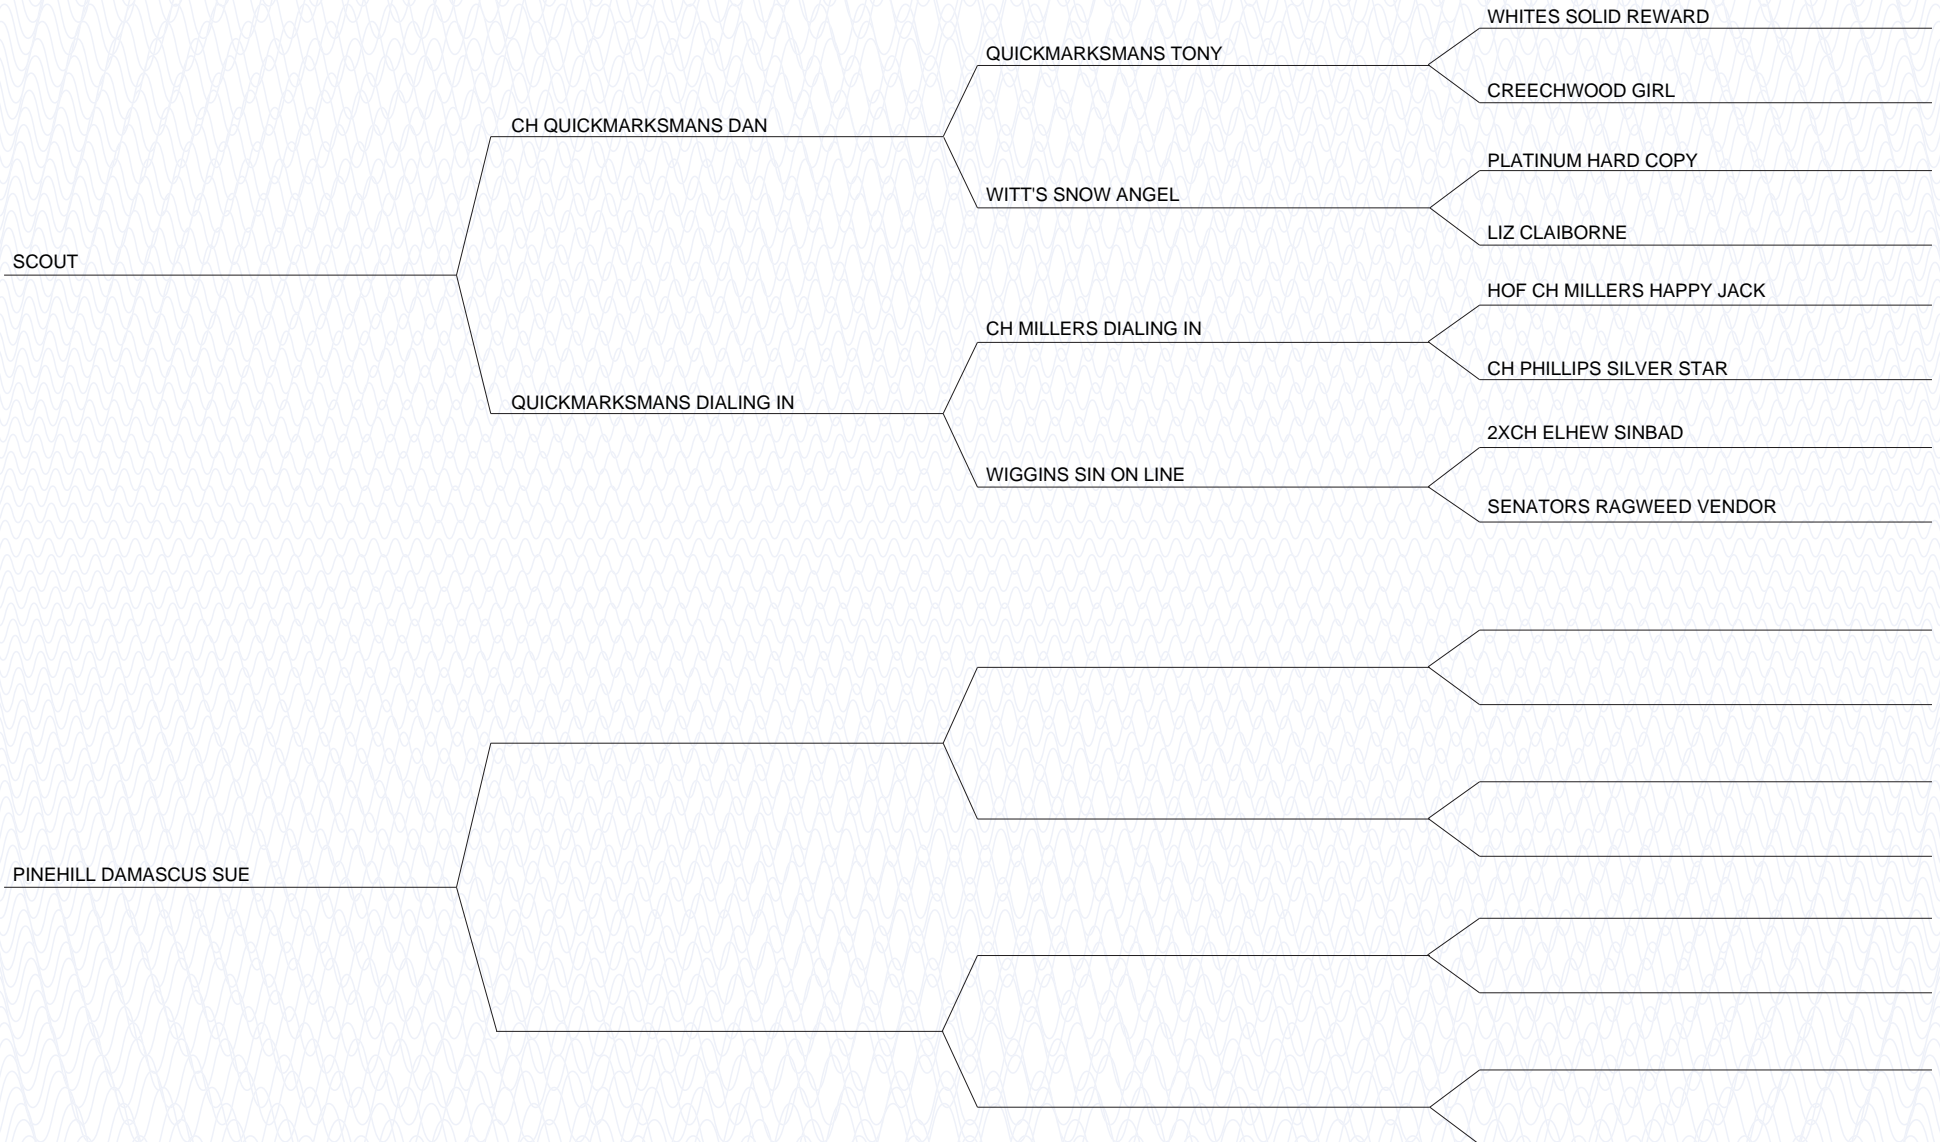 WHITES SOLID REWARD
QUICKMARKSMANS TONY
CREECHWOOD GIRL
CH QUICKMARKSMANS DAN
PLATINUM HARD COPY
WITT'S SNOW ANGEL
LIZ CLAIBORNE
SCOUT
HOF CH MILLERS HAPPY JACK
CH MILLERS DIALING IN
CH PHILLIPS SILVER STAR
QUICKMARKSMANS DIALING IN
2XCH ELHEW SINBAD
WIGGINS SIN ON LINE
SENATORS RAGWEED VENDOR
PINEHILL DAMASCUS SUE